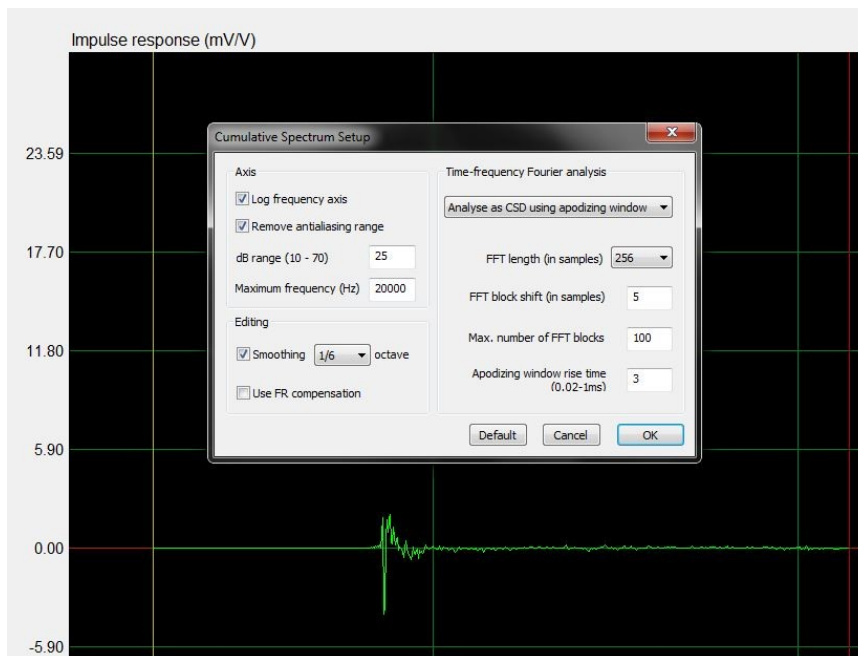 Impulse response (mV/V)
23.59
17.70
11.80
5.90
0.00
-5.90
Cumulative Spectrum Setup
Axis
Log frequency axis
Remove antialiasing range
dB range (10 - 70) 25
Maximum frequency (Hz) 20000
Editing
Smoothing 1/6 octave
Use FR compensation
Time-frequency Fourier analysis
Analyse as CSD using apodizing window
FFT length (in samples) 256
FFT block shift (in samples) 5
Max. number of FFT blocks 100
Apodizing window rise time 3
(0.02-1ms)
Default Cancel OK